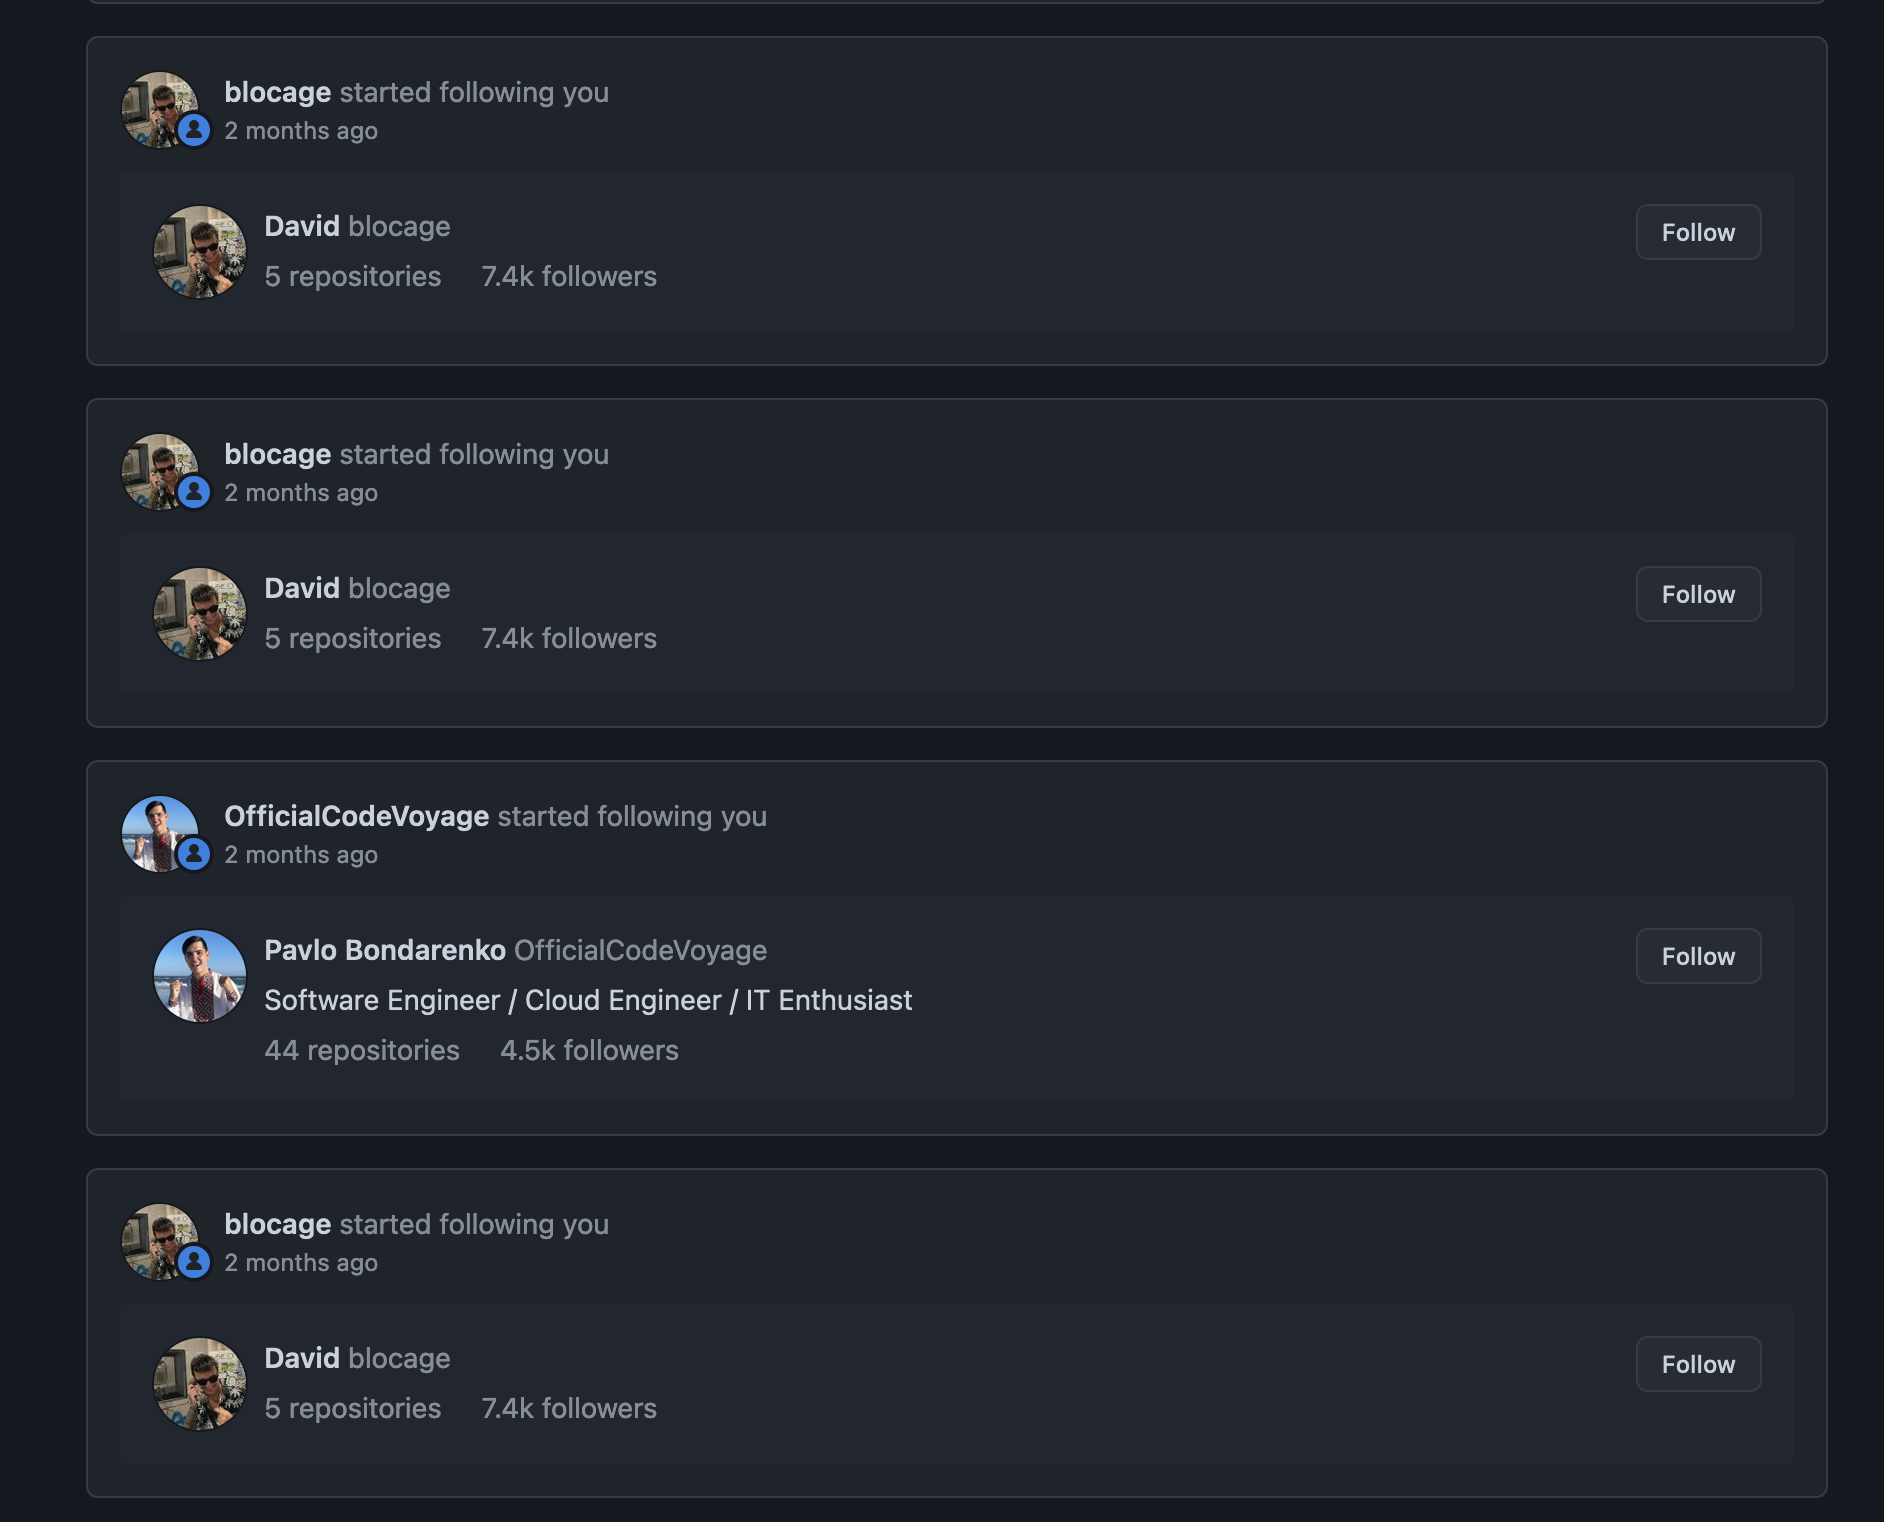 blocage started following you
2 months ago
David blocage
Follow
5 repositories 7.4k followers
blocage started following you
2 months ago
David blocage
Follow
5 repositories 7.4k followers
OfficialCodeVoyage started following you
2 months ago
Pavlo Bondarenko OfficialCodeVoyage
Follow
Software Engineer / Cloud Engineer / IT Enthusiast
44 repositories 4.5k followers
blocage started following you
2 months ago
David blocage
Follow
5 repositories 7.4k followers